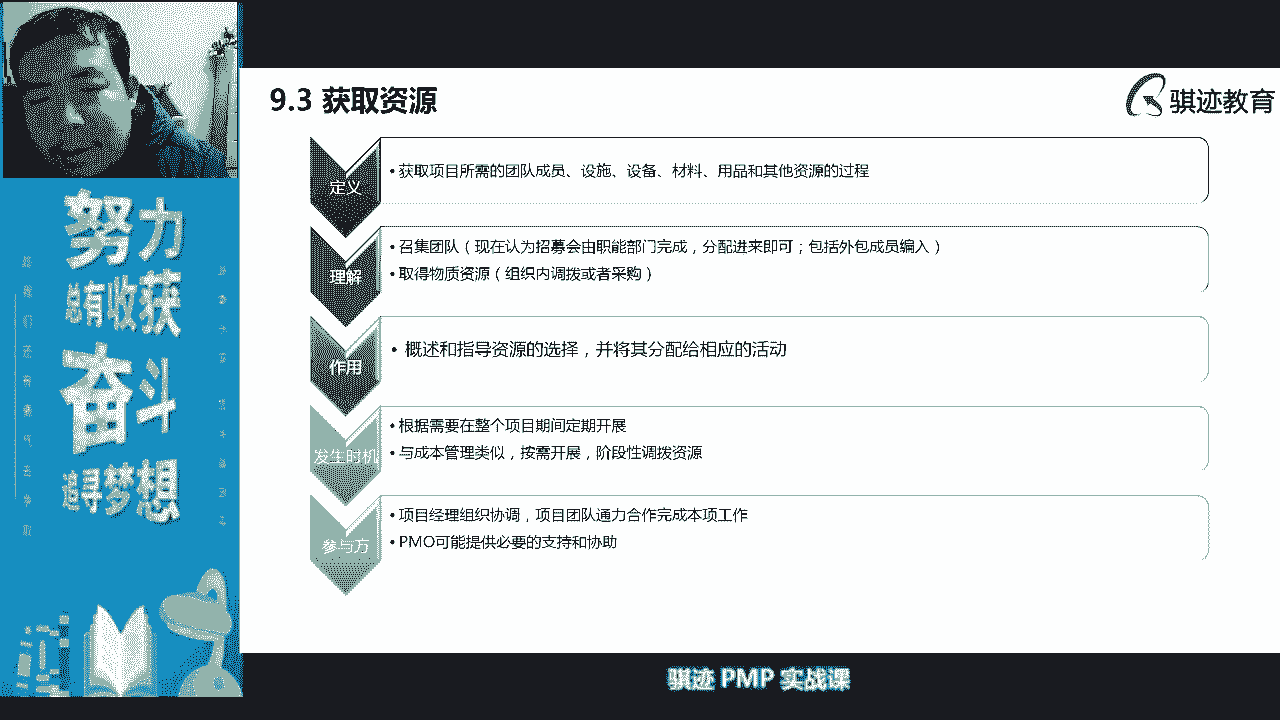 9.3 获取资源
骐迹教育
定义
•获取项目所需的团队成员、设施、设备、材料、用品和其他资源的过程
理解
•召集团队（现在认为招募会由职能部门完成，分配进来即可；包括外包成员编入）
•取得物质资源（组织内调拨或者采购）
作用
• 概述和指导资源的选择，并将其分配给相应的活动
发生时机
•根据需要在整个项目期间定期开展
•与成本管理类似，按需开展，阶段性调拨资源
参与方
•项目经理组织协调，项目团队通力合作完成本项工作
•PMO可能提供必要的支持和协助
努力
总有收获
奋斗
追寻梦想
骐迹 PMP 实战课